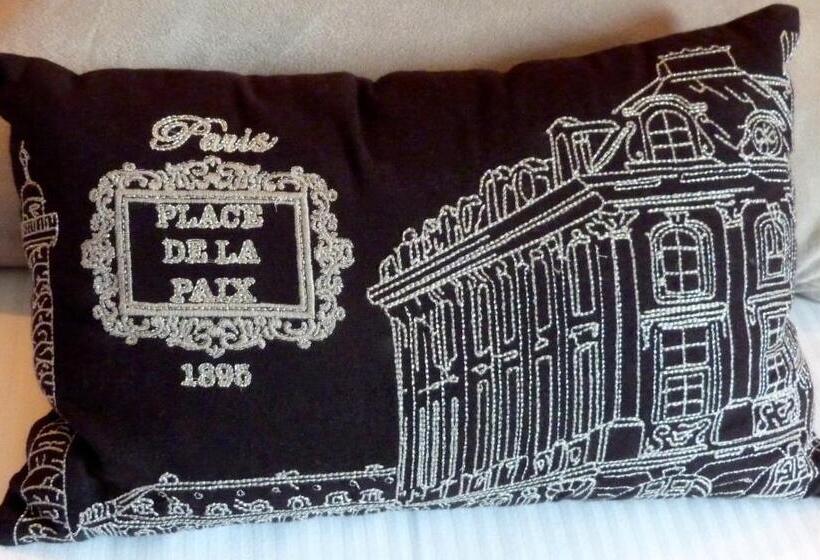 Paris
PLACE
DE LA
PAIX
1895